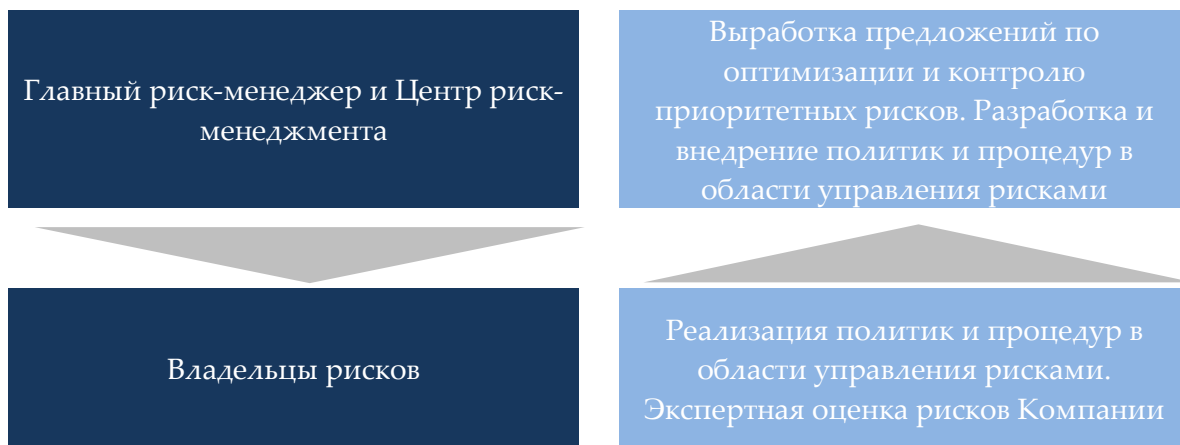 Главный риск-менеджер и Центр риск-
менеджмента
Выработка предложений по
оптимизации и контролю
приоритетных рисков. Разработка и
внедрение политик и процедур в
области управления рисками
Владельцы рисков
Реализация политик и процедур в
области управления рисками.
Экспертная оценка рисков Компании